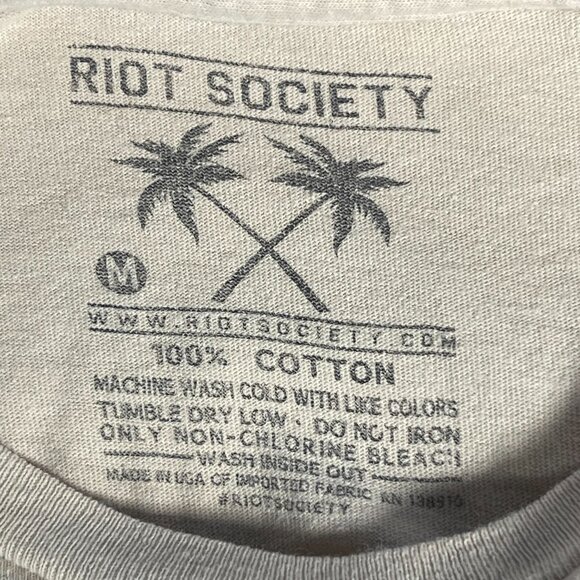 RIOT SOCIETY
M
WWW.RIOTSOCIETY.COM
100% COTTON
MACHINE WASH COLD WITH LIKE COLORS
TUMBLE DRY LOW · DO NOT IRON
ONLY NON-CHLORINE BLEACH
WASH INSIDE OUT
MADE IN USA OF IMPORTED FABRIC RN
#RIOTSOCIETY